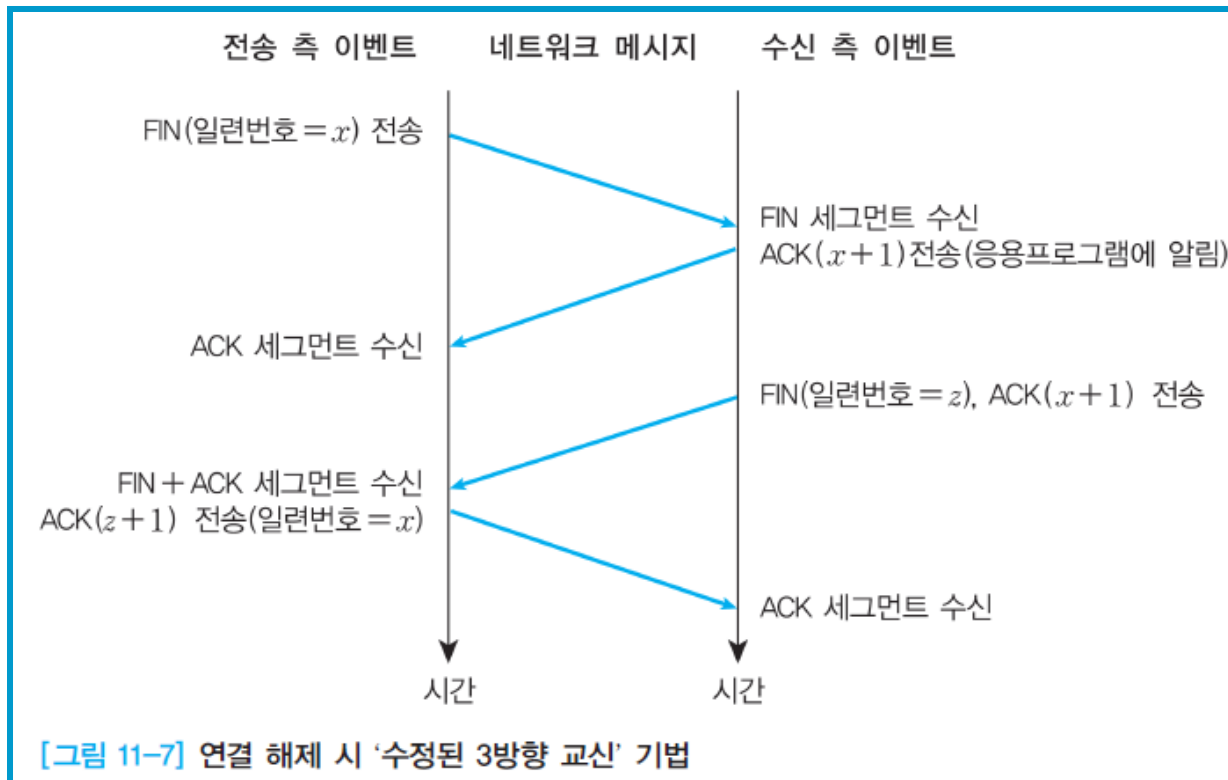 전송 측 이벤트 네트워크 메시지 수신 측 이벤트
FIN(일련번호=x) 전송
FIN 세그먼트 수신
ACK(x+1)전송(응용프로그램에 알림)
ACK 세그먼트 수신
FIN(일련번호=z), ACK(x+1) 전송
FIN+ACK 세그먼트 수신
ACK(z+1) 전송(일련번호=x)
ACK 세그먼트 수신
시간 시간
[그림 11-7] 연결 해제 시 ‘수정된 3방향 교신’ 기법